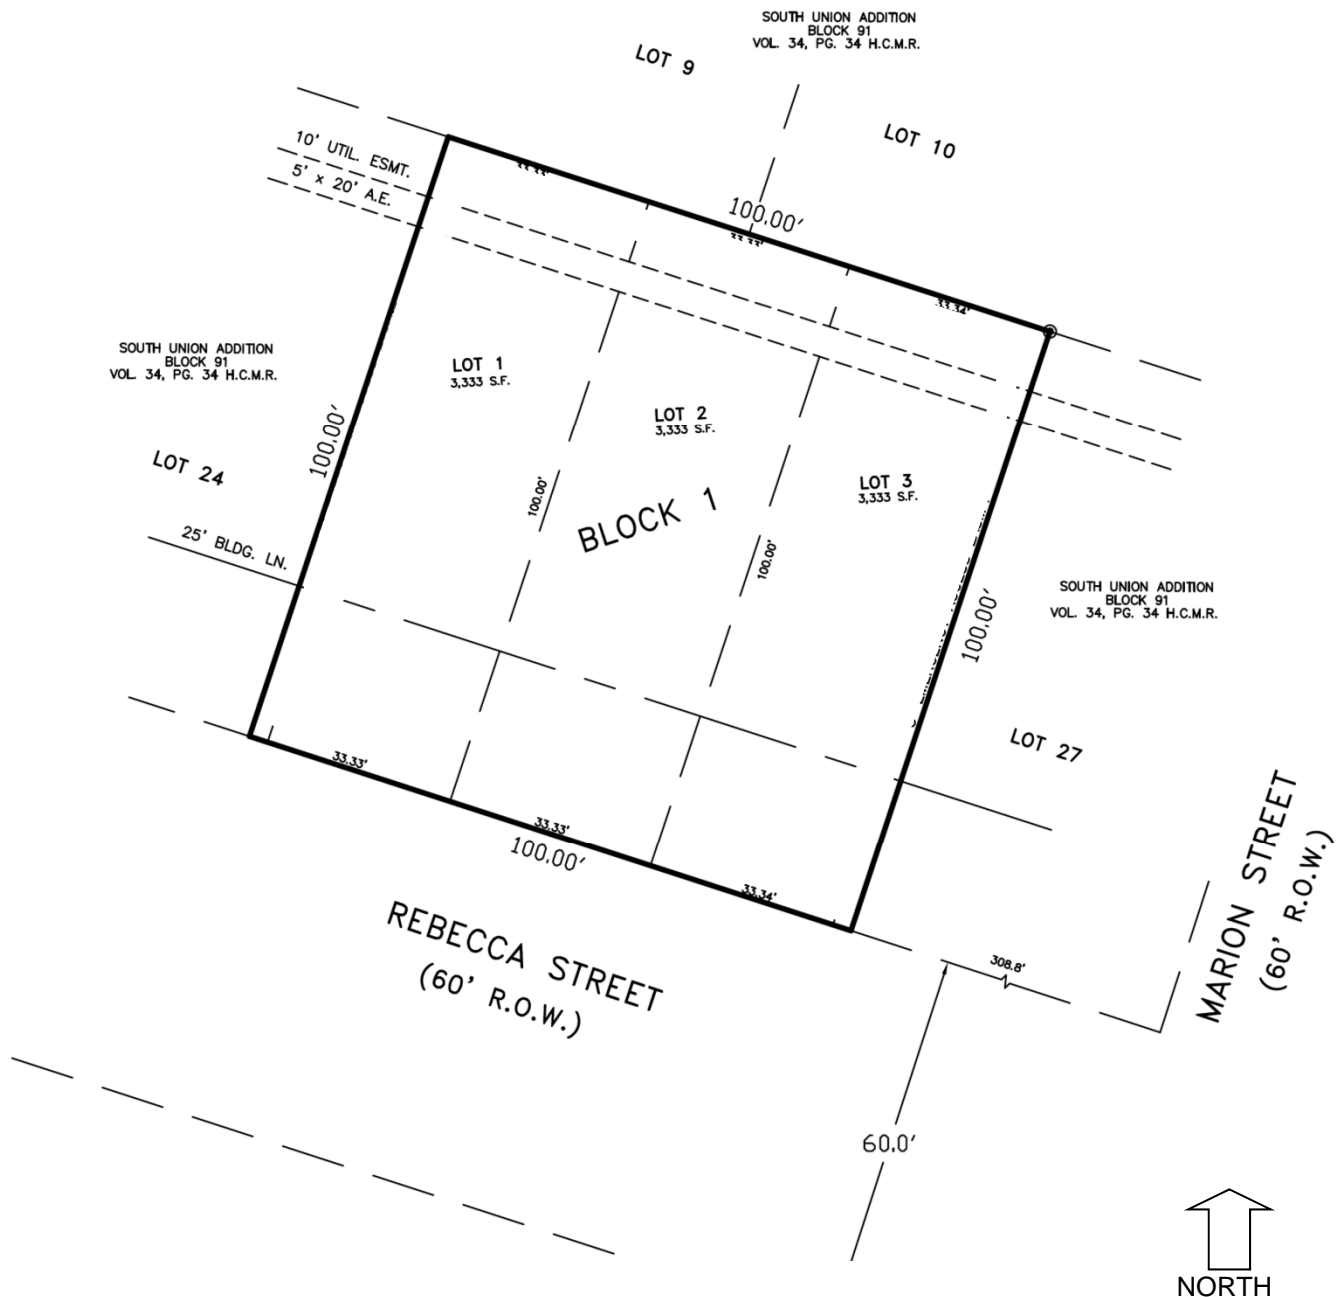 SOUTH UNION ADDITION
BLOCK 91
VOL. 34, PG. 34 H.C.M.R.
LOT 9
LOT 10
10' UTIL. ESMT.
5' x 20' A.E.
33.33'
100.00'
33.33'
33.34'
SOUTH UNION ADDITION
BLOCK 91
VOL. 34, PG. 34 H.C.M.R.
LOT 1
3,333 S.F.
LOT 2
3,333 S.F.
LOT 3
3,333 S.F.
100.00'
LOT 24
100.00'
BLOCK 1
100.00'
25' BLDG. LN.
SOUTH UNION ADDITION
BLOCK 91
VOL. 34, PG. 34 H.C.M.R.
100.00'
LOT 27
33.33'
33.33'
100.00'
33.34'
REBECCA STREET
(60' R.O.W.)
MARION STREET
(60' R.O.W.)
308.8'
60.0'
NORTH